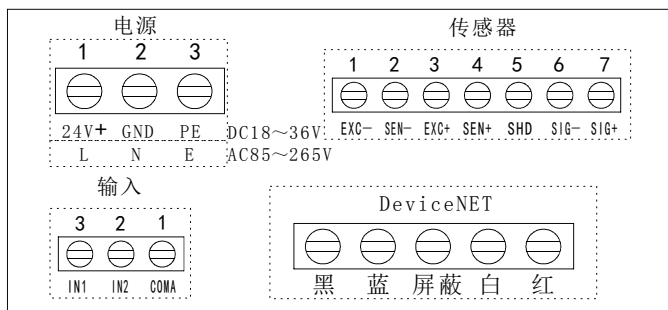 电源
1 2 3
24V+ GND PE DC18～36V
L N E AC85～265V
传感器
1 2 3 4 5 6 7
EXC− SEN− EXC+ SEN+ SHD SIG− SIG+
输入
3 2 1
IN1 IN2 COMA
DeviceNET
黑 蓝 屏蔽 白 红